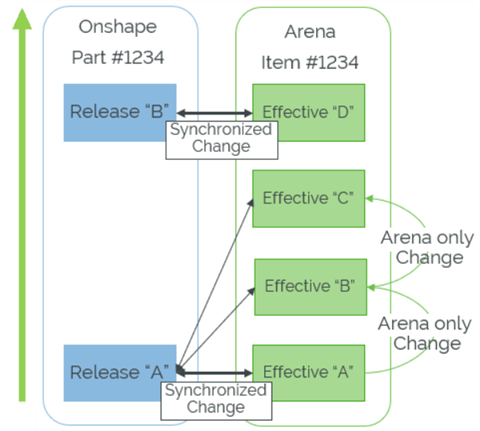 Onshape
Part #1234
Arena
Item #1234
Release “B”
Effective “D”
Synchronized
Change
Effective “C”
Arena only
Change
Effective “B”
Arena only
Change
Release “A”
Effective “A”
Synchronized
Change